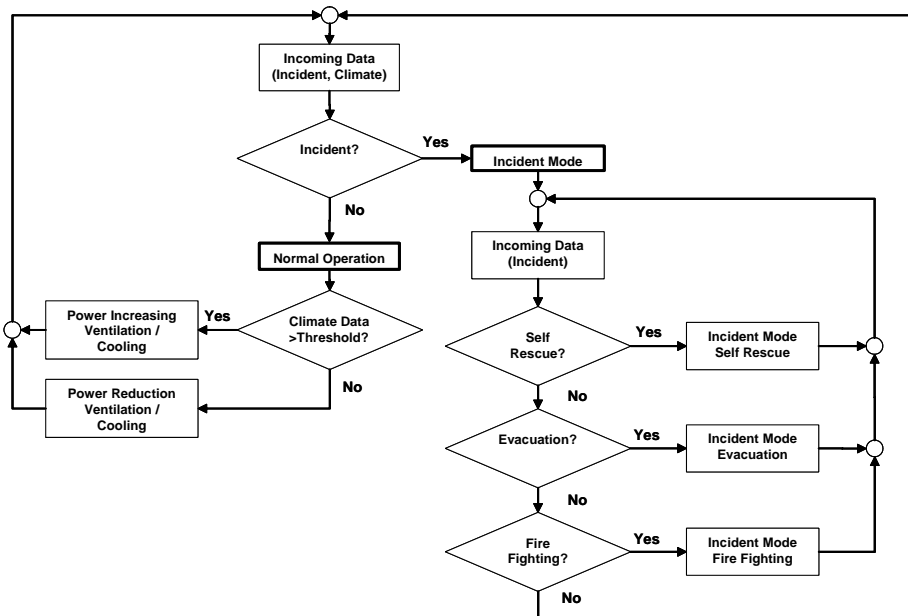 Incoming Data
(Incident, Climate)
Incident?
Yes
Incident Mode
No
Normal Operation
Climate Data
>Threshold?
Yes
Power Increasing
Ventilation /
Cooling
No
Power Reduction
Ventilation /
Cooling
Incoming Data
(Incident)
Self
Rescue?
Yes
Incident Mode
Self Rescue
No
Evacuation?
Yes
Incident Mode
Evacuation
No
Fire
Fighting?
Yes
Incident Mode
Fire Fighting
No